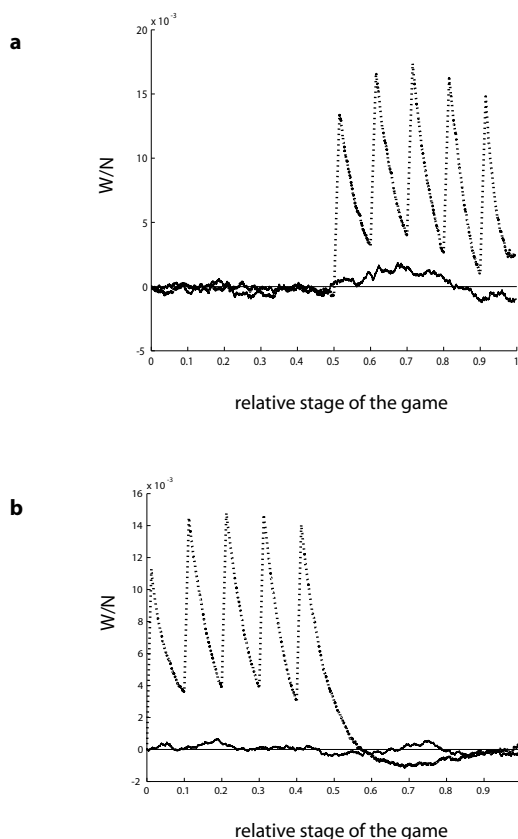 a
x 10 -3
20
15
10
5
0
-5
W/N
0 0.1 0.2 0.3 0.4 0.5 0.6 0.7 0.8 0.9 1
relative stage of the game
b
x 10 -3
16
14
12
10
8
6
4
2
0
-2
W/N
0 0.1 0.2 0.3 0.4 0.5 0.6 0.7 0.8 0.9
relative stage of the game